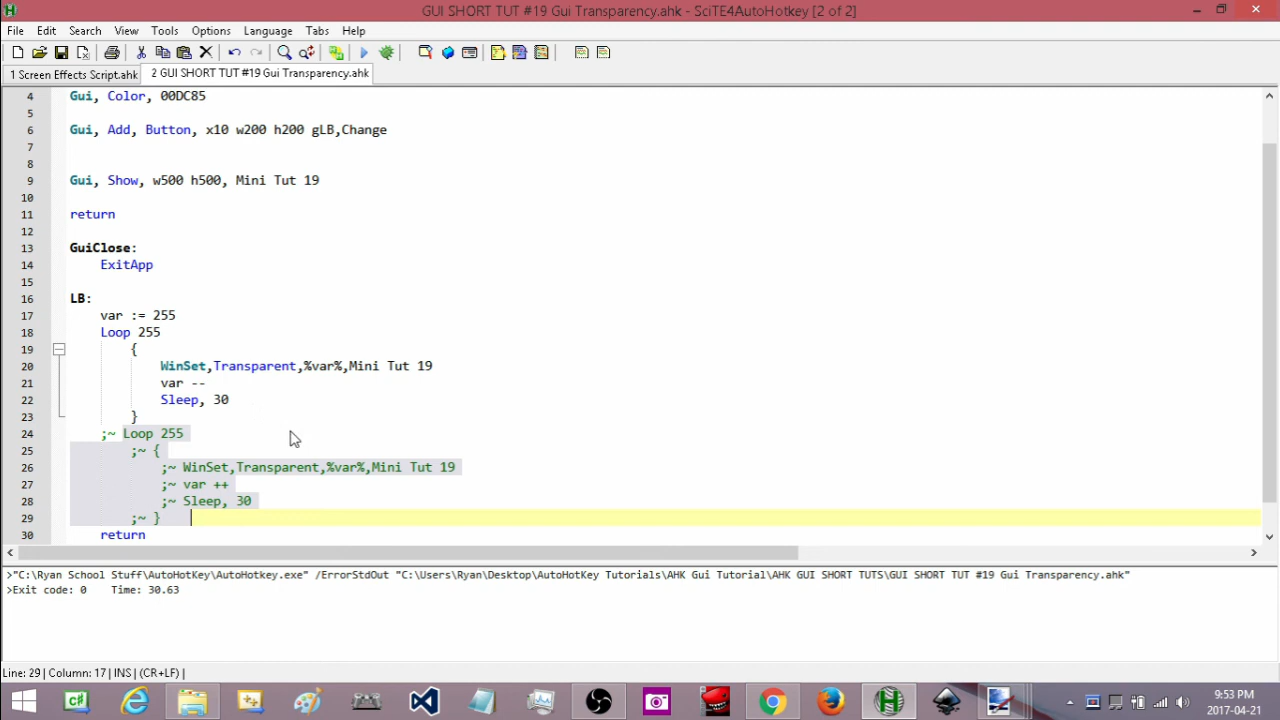 GUI SHORT TUT #19 Gui Transparency.ahk - SciTE4AutoHotkey [2 of 2]
File Edit Search View Tools Options Language Tabs Help
1 Screen Effects Script.ahk 2 GUI SHORT TUT #19 Gui Transparency.ahk
4 Gui, Color, 00DC85
5
6 Gui, Add, Button, x10 w200 h200 gLB,Change
7
8
9 Gui, Show, w500 h500, Mini Tut 19
10
11 return
12
13 GuiClose:
14 ExitApp
15
16 LB:
17 var := 255
18 Loop 255
19 {
20 WinSet,Transparent,%var%,Mini Tut 19
21 var --
22 Sleep, 30
23 }
24 ;~ Loop 255
25 ;~ {
26 ;~ WinSet,Transparent,%var%,Mini Tut 19
27 ;~ var ++
28 ;~ Sleep, 30
29 ;~ }
30 return
>"C:\Ryan School Stuff\AutoHotKey\AutoHotkey.exe" /ErrorStdOut "C:\Users\Ryan\Desktop\AutoHotKey Tutorials\AHK Gui Tutorial\AHK GUI SHORT TUTS\GUI SHORT TUT #19 Gui Transparency.ahk"
>Exit code: 0 Time: 30.63
Line: 29 | Column: 17 | INS | (CR+LF) |
9:53 PM
2017-04-21